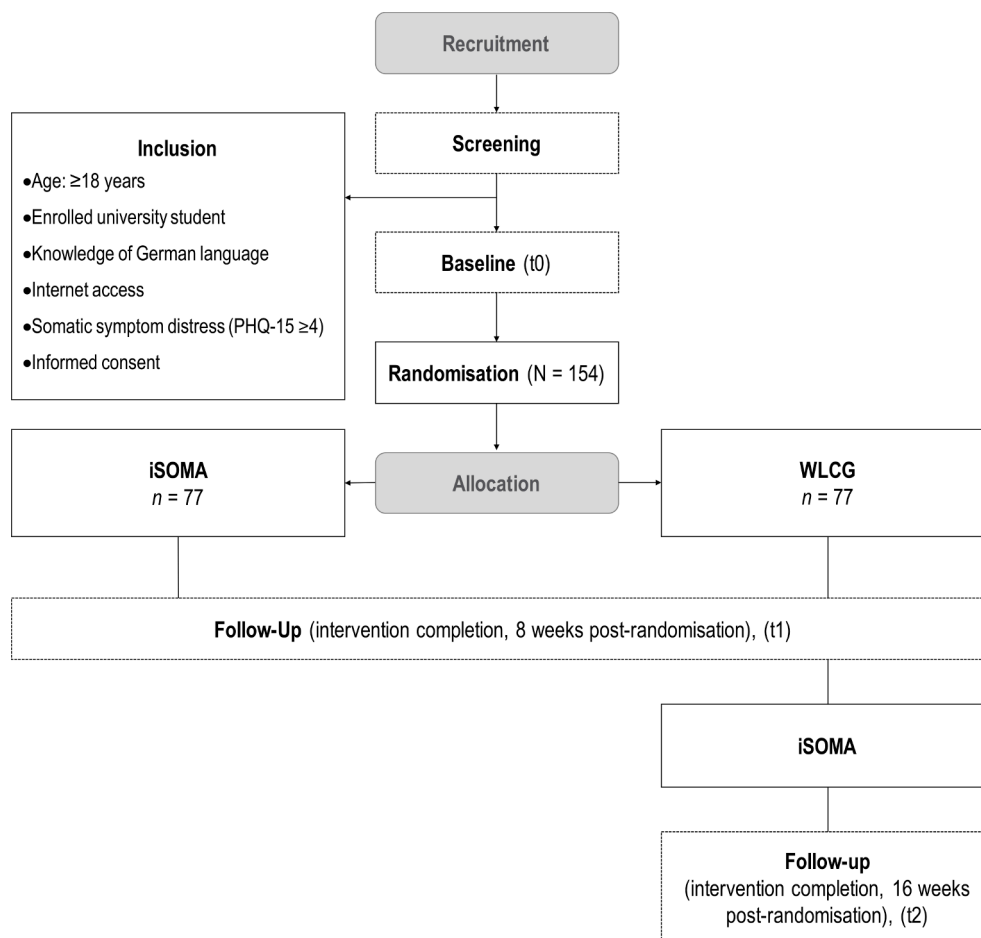 Recruitment
Screening
Inclusion
•Age: ≥18 years
•Enrolled university student
•Knowledge of German language
•Internet access
•Somatic symptom distress (PHQ-15 ≥4)
•Informed consent
Baseline (t0)
Randomisation (N = 154)
iSOMA
n = 77
Allocation
WLCG
n = 77
Follow-Up (intervention completion, 8 weeks post-randomisation), (t1)
iSOMA
Follow-up
(intervention completion, 16 weeks
post-randomisation), (t2)